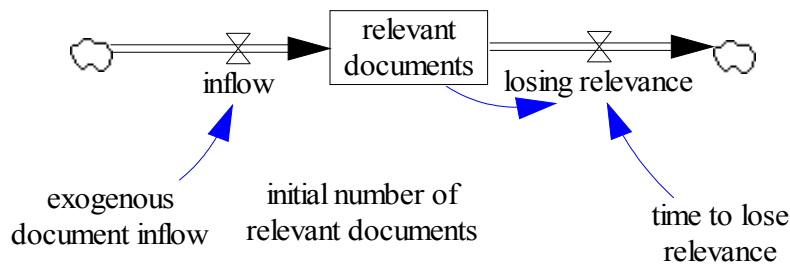 relevant
documents
inflow
losing relevance
exogenous
document inflow
initial number of
relevant documents
time to lose
relevance